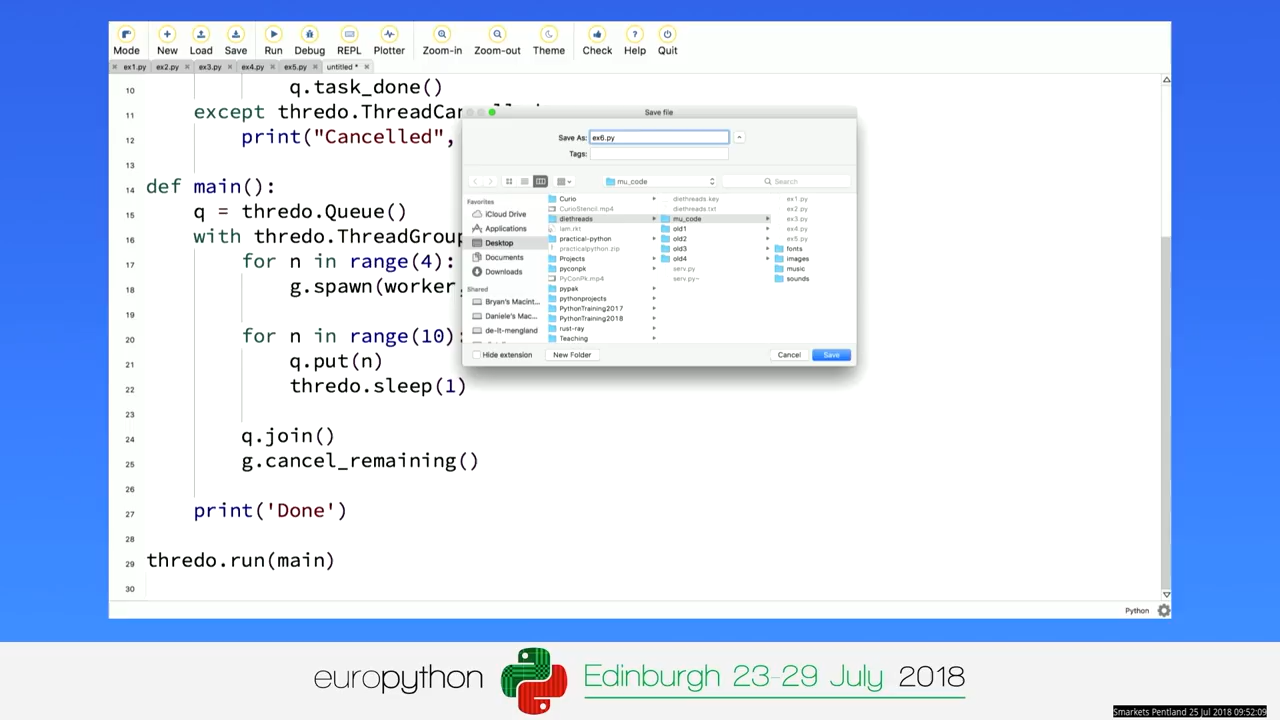 Mode New Load Save Run Debug REPL Plotter Zoom-in Zoom-out Theme Check Help Quit
ex1.py ex2.py ex3.py ex4.py ex5.py untitled *
10 q.task_done()
11 except thredo.ThreadCancelled
12 print("Cancelled",
13
14 def main():
15 q = thredo.Queue()
16 with thredo.ThreadGroup
17 for n in range(4):
18 g.spawn(worker,
19
20 for n in range(10):
21 q.put(n)
22 thredo.sleep(1)
23
24 q.join()
25 g.cancel_remaining()
26
27 print('Done')
28
29 thredo.run(main)
30
Save file
Save As: ex6.py
Tags:
mu_code
Search
Favorites
iCloud Drive
Applications
Desktop
Documents
Downloads
Shared
Bryan's Macint...
Daniele's Mac...
de-lt-mengland
Curio
CurioStencil.mp4
diethreads
lam.rkt
practical-python
practicalpython.zip
Projects
pyconpk
PyConPk.mp4
pypak
pythonprojects
PythonTraining2017
PythonTraining2018
rust-ray
Teaching
diethreads.key
diethreads.txt
mu_code
old1
old2
old3
old4
serv.py
serv.py~
ex1.py
ex2.py
ex3.py
ex4.py
ex5.py
fonts
images
music
sounds
Hide extension New Folder Cancel Save
Python
europython Edinburgh 23-29 July 2018
Smarkets Pentland 25 Jul 2018 09:52:09